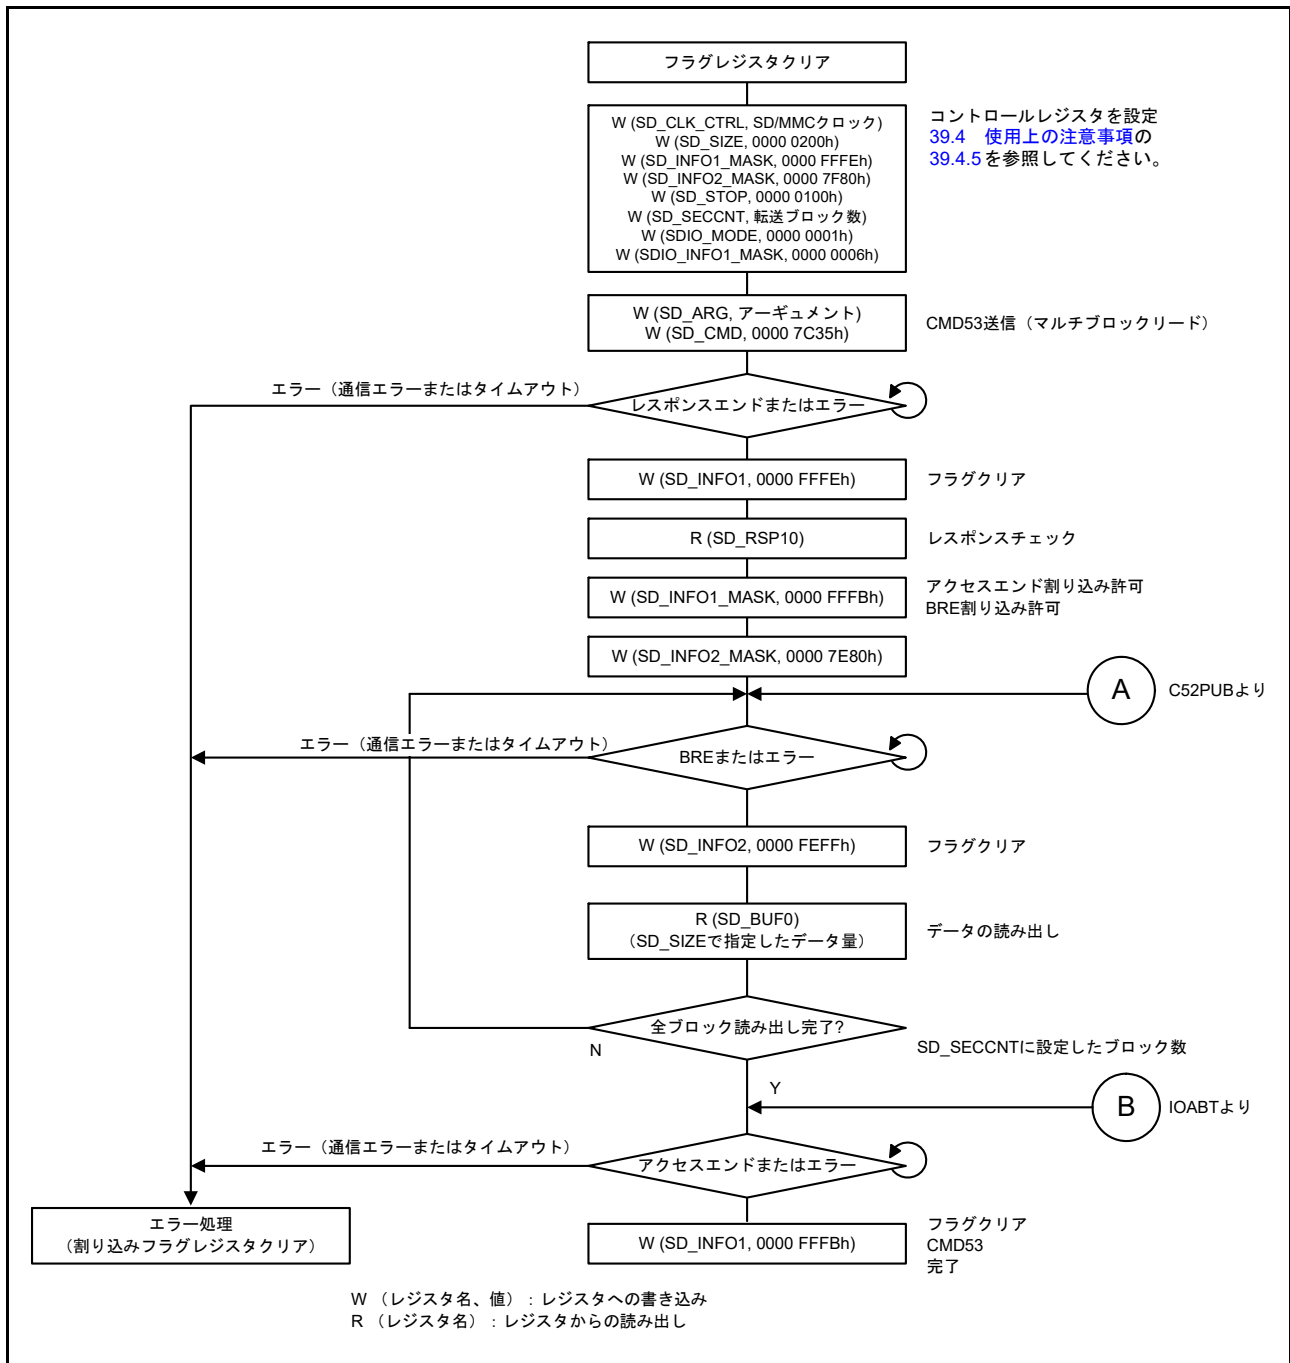 フラグレジスタクリア
W (SD_CLK_CTRL, SD/MMCクロック)
W (SD_SIZE, 0000 0200h)
W (SD_INFO1_MASK, 0000 FFFEh)
W (SD_INFO2_MASK, 0000 7F80h)
W (SD_STOP, 0000 0100h)
W (SD_SECCNT, 転送ブロック数)
W (SDIO_MODE, 0000 0001h)
W (SDIO_INFO1_MASK, 0000 0006h)
コントロールレジスタを設定
39.4 使用上の注意事項の
39.4.5を参照してください。
W (SD_ARG, アーギュメント)
W (SD_CMD, 0000 7C35h)
CMD53送信（マルチブロックリード）
エラー（通信エラーまたはタイムアウト）
レスポンスエンドまたはエラー
W (SD_INFO1, 0000 FFFEh)
フラグクリア
R (SD_RSP10)
レスポンスチェック
W (SD_INFO1_MASK, 0000 FFFBh)
アクセスエンド割り込み許可
BRE割り込み許可
W (SD_INFO2_MASK, 0000 7E80h)
A
C52PUBより
エラー（通信エラーまたはタイムアウト）
BREまたはエラー
W (SD_INFO2, 0000 FEFFh)
フラグクリア
R (SD_BUF0)
（SD_SIZEで指定したデータ量）
データの読み出し
全ブロック読み出し完了?
N
SD_SECCNTに設定したブロック数
Y
B
IOABTより
エラー（通信エラーまたはタイムアウト）
アクセスエンドまたはエラー
エラー処理
（割り込みフラグレジスタクリア）
W (SD_INFO1, 0000 FFFBh)
フラグクリア
CMD53
完了
W （レジスタ名、値）：レジスタへの書き込み
R （レジスタ名）：レジスタからの読み出し